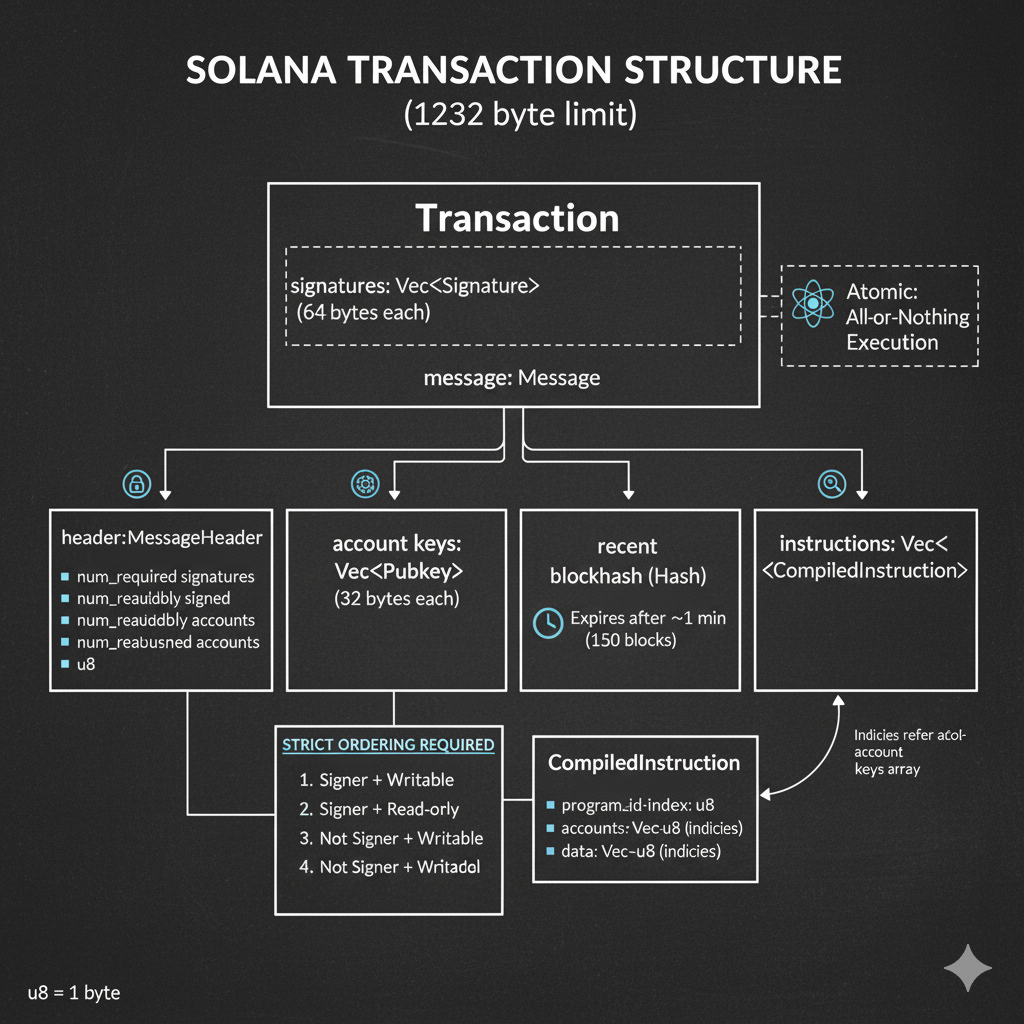 SOLANA TRANSACTION STRUCTURE
(1232 byte limit)
Transaction
signatures: Vec<Signature>
(64 bytes each)
message: Message
Atomic:
All-or-Nothing
Execution
header:MessageHeader
num_required signatures
num_reauidbly signed
num_reauidbly accounts
num_reabusned accounts
u8
account keys:
Vec<Pubkey>
(32 bytes each)
recent
blockhash (Hash)
Expires after ~1 min
(150 blocks)
instructions: Vec<
<CompiledInstruction>
STRICT ORDERING REQUIRED
1. Signer + Writable
2. Signer + Read-orly
3. Not Signer + Writable
4. Not Signer + Writadol
CompiledInstruction
program_id-index: u8
accounts: Vec-u8 (indicies)
data: Vec-u8 (indicies)
Indicies refer
account
keys array
u8 = 1 byte